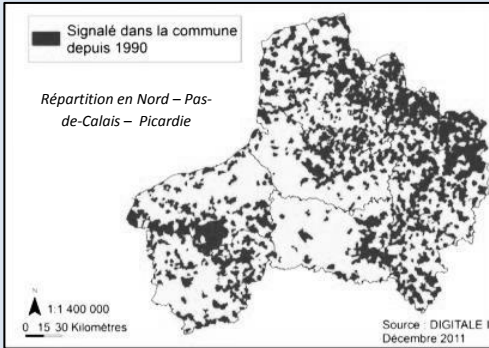 Signalé dans la commune
depuis 1990
Répartition en Nord – Pas-
de-Calais – Picardie
N
1:1 400 000
0 15 30 Kilomètres
Source : DIGITALE
Décembre 2011